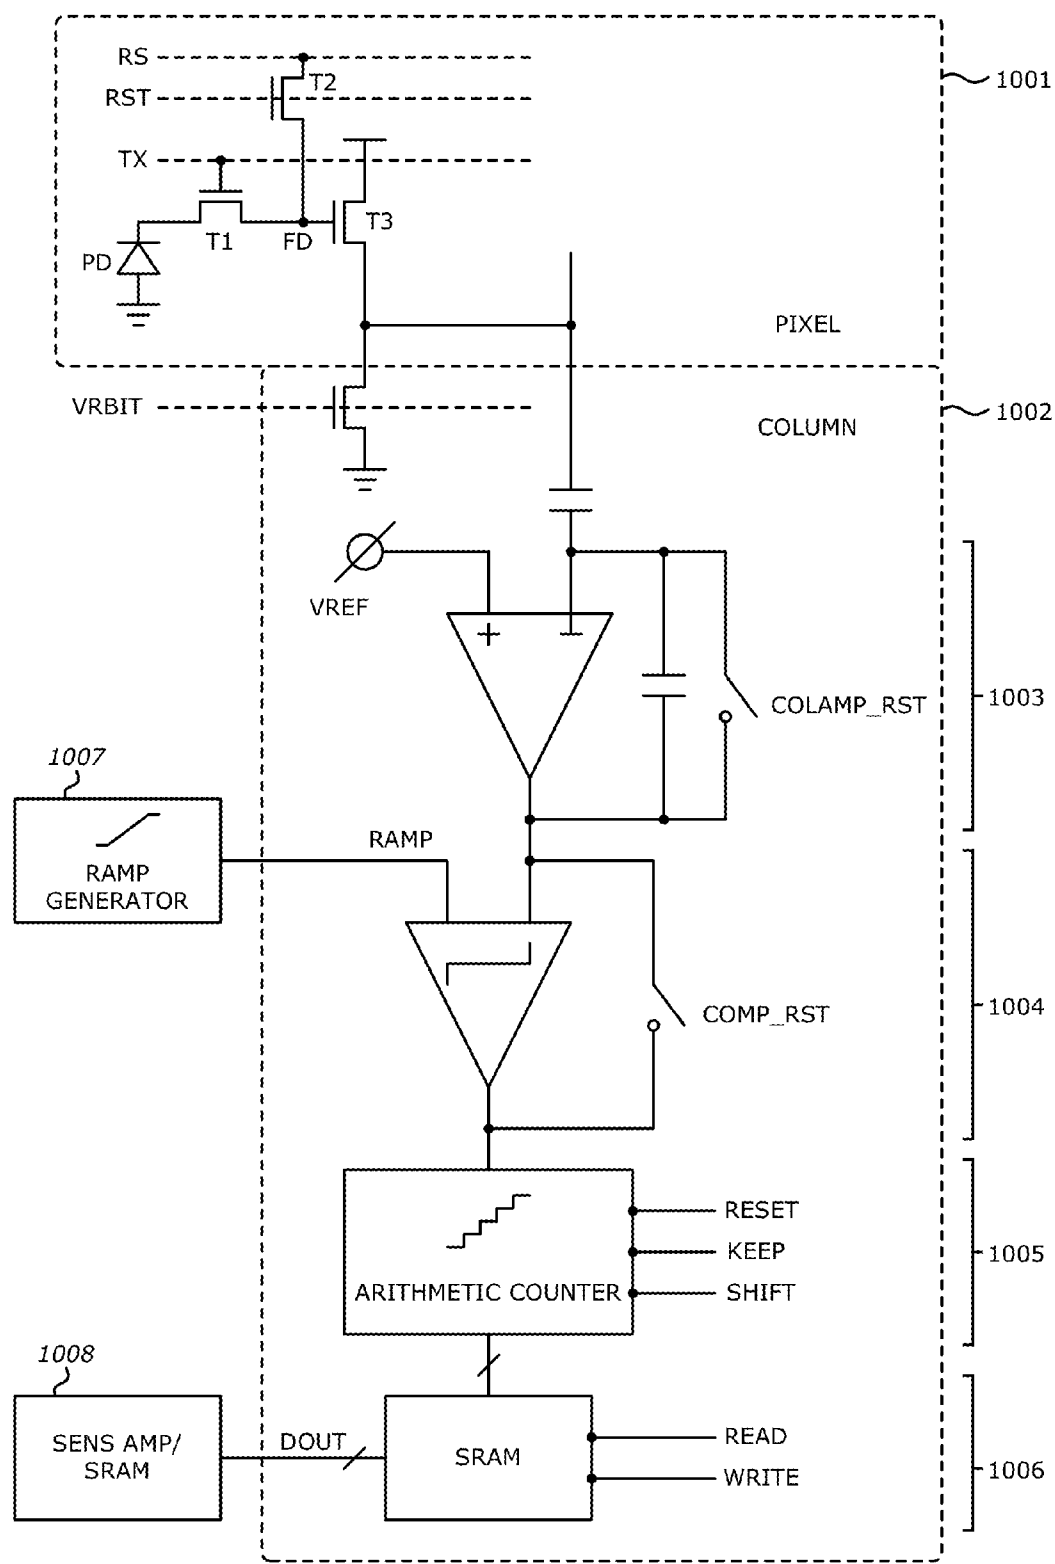 RS
T2
1001
RST
TX
T3
T1
FD
PD
PIXEL
VRBIT
1002
COLUMN
VREF
+
COLAMP_RST
1003
1007
RAMP
RAMP
GENERATOR
COMP_RST
1004
RESET
KEEP
1005
ARITHMETIC COUNTER
SHIFT
1008
DOUT
READ
SENS AMP/
SRAM
SRAM
WRITE
1006